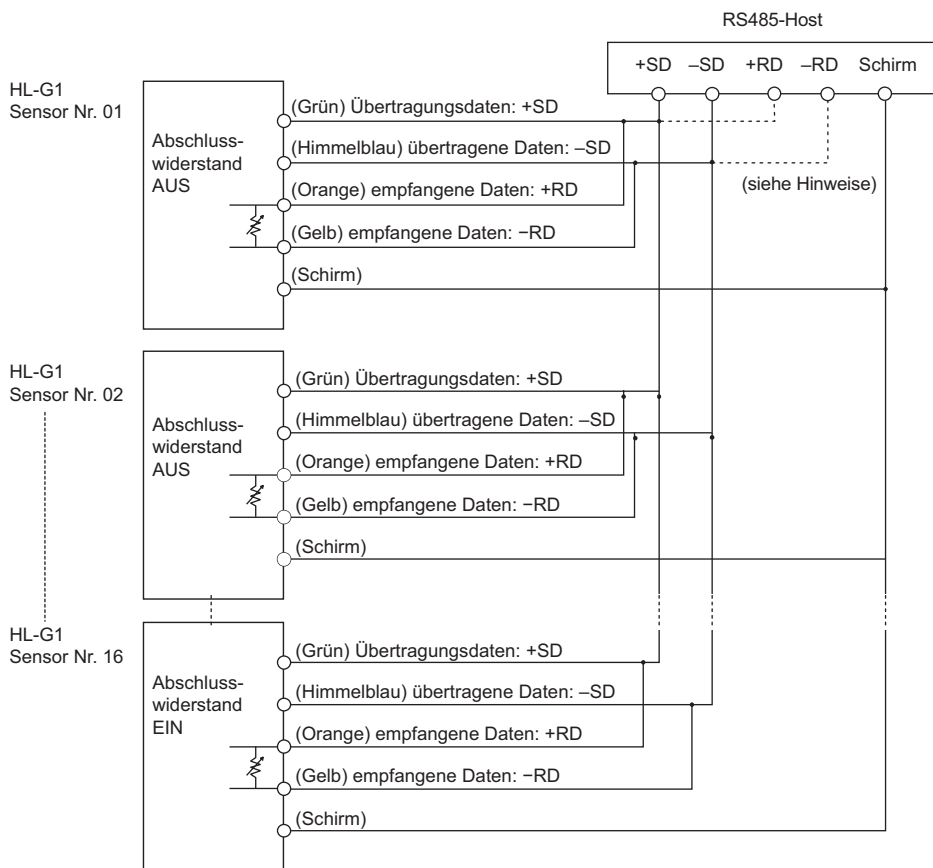 RS485-Host
+SD –SD +RD –RD Schirm
HL-G1
Sensor Nr. 01
Abschluss-
widerstand
AUS
(Grün) Übertragungsdaten: +SD
(Himmelblau) übertragene Daten: –SD
(Orange) empfangene Daten: +RD
(Gelb) empfangene Daten: −RD
(Schirm)
(siehe Hinweise)
HL-G1
Sensor Nr. 02
Abschluss-
widerstand
AUS
(Grün) Übertragungsdaten: +SD
(Himmelblau) übertragene Daten: –SD
(Orange) empfangene Daten: +RD
(Gelb) empfangene Daten: −RD
(Schirm)
HL-G1
Sensor Nr. 16
Abschluss-
widerstand
EIN
(Grün) Übertragungsdaten: +SD
(Himmelblau) übertragene Daten: –SD
(Orange) empfangene Daten: +RD
(Gelb) empfangene Daten: −RD
(Schirm)